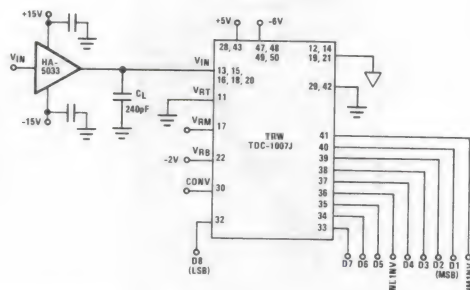 +15V
VIN
HA-
5033
-15V
CL
240pF
+5V
-6V
28, 43
47, 48
49, 50
12, 14
19, 21
VIN
13, 15,
16, 18, 20
VRT
11
29, 42
VRM
17
TRW
TDC-1007J
-2V
VRB
22
CONV
30
32
D8
(LSB)
41
40
39
38
37
36
35
34
33
D7
D6
D5
NLINV
D4
D3
D2
D1
(MSB)